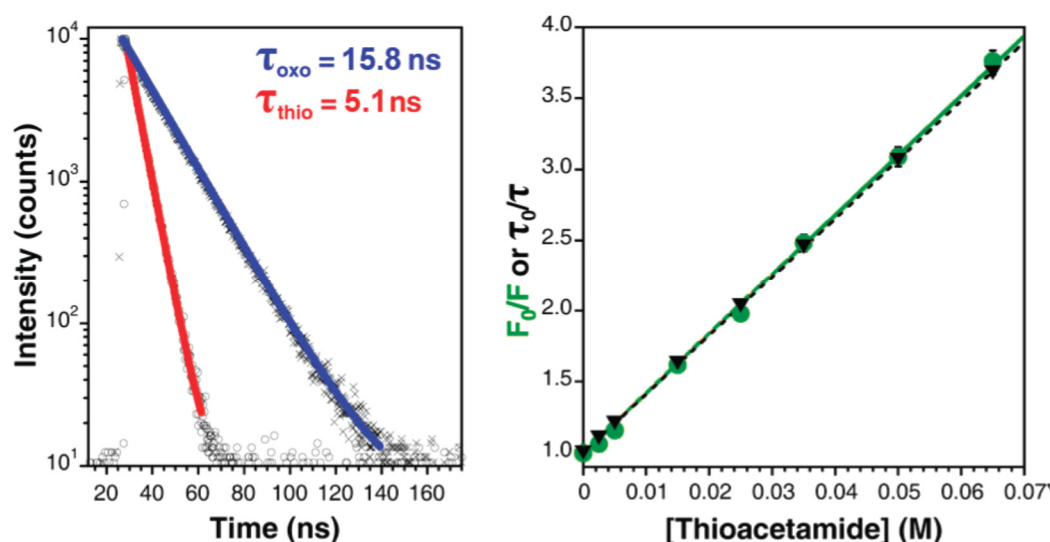 τoxo = 15.8 ns
τthio = 5.1 ns
Intensity (counts)
10⁴
10³
10²
10¹
20 40 60 80 100 120 140 160
Time (ns)
F₀/F or τ₀/τ
4.0
3.5
3.0
2.5
2.0
1.5
1.0
0 0.01 0.02 0.03 0.04 0.05 0.06 0.07
[Thioacetamide] (M)